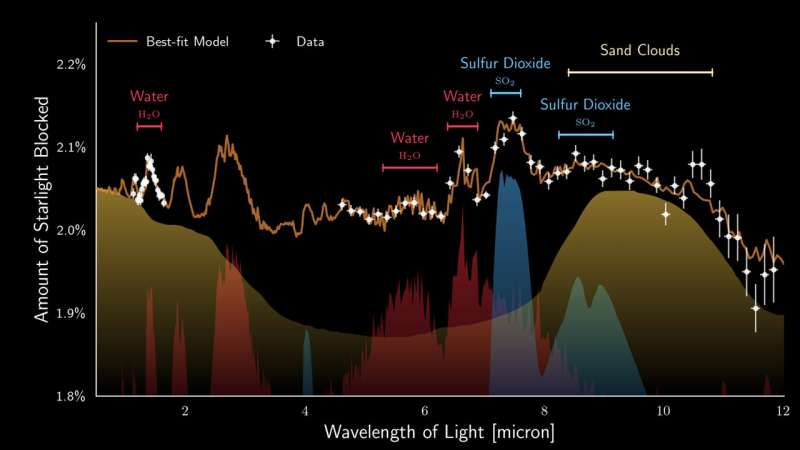 Best-fit Model
Data
Sand Clouds
Sulfur Dioxide
SO2
Water
H2O
Water
H2O
Sulfur Dioxide
SO2
Water
H2O
2.2%
2.1%
2.0%
1.9%
1.8%
Amount of Starlight Blocked
2 4 6 8 10 12
Wavelength of Light [micron]